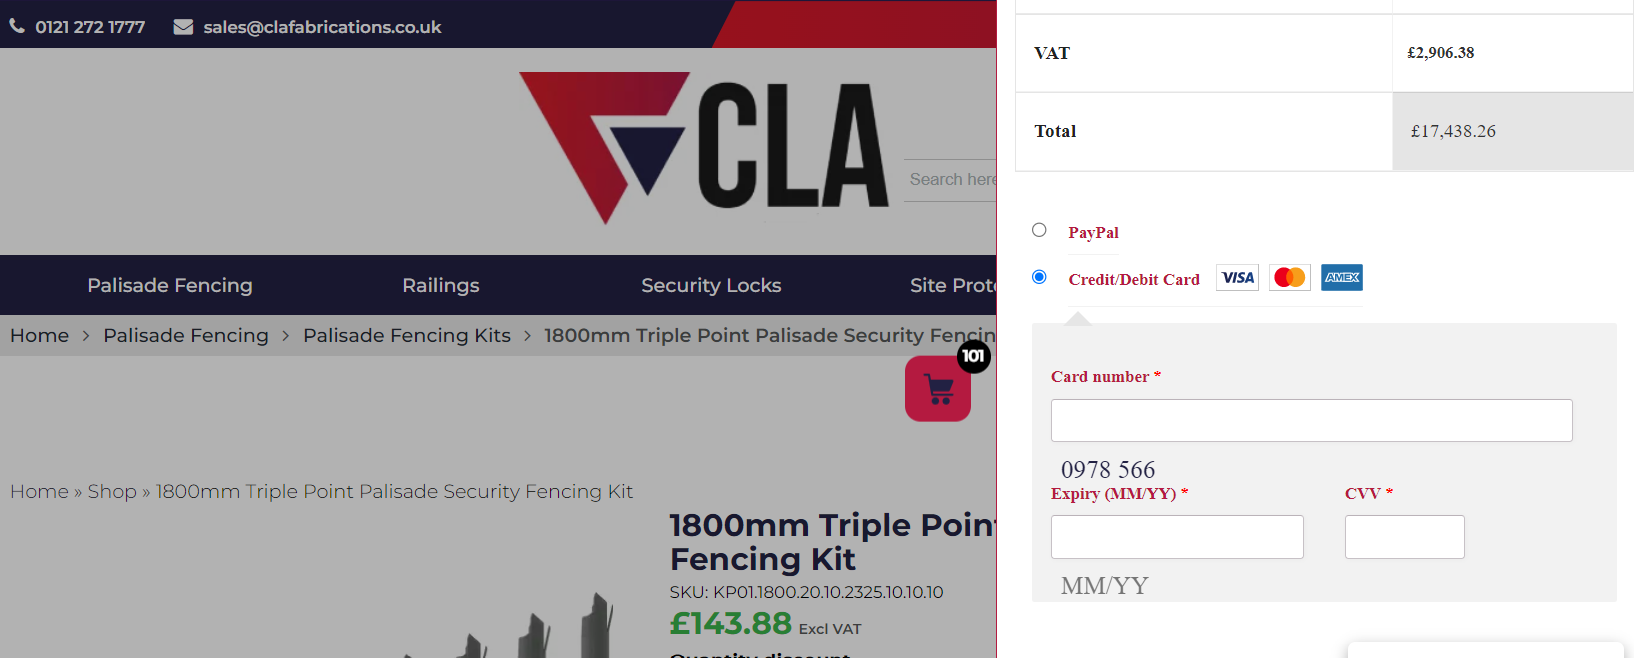 0121 272 1777 sales@clafabrications.co.uk
CLA
Search here
Palisade Fencing Railings Security Locks Site Prote
Home > Palisade Fencing > Palisade Fencing Kits > 1800mm Triple Point Palisade Security Fencin
101
Home » Shop » 1800mm Triple Point Palisade Security Fencing Kit
1800mm Triple Point
Fencing Kit
SKU: KP01.1800.20.10.2325.10.10.10
£143.88 Excl VAT
Quantity discount
VAT £2,906.38
Total £17,438.26
PayPal
Credit/Debit Card VISA AMEX
Card number *
0978 566
Expiry (MM/YY) * CVV *
MM/YY